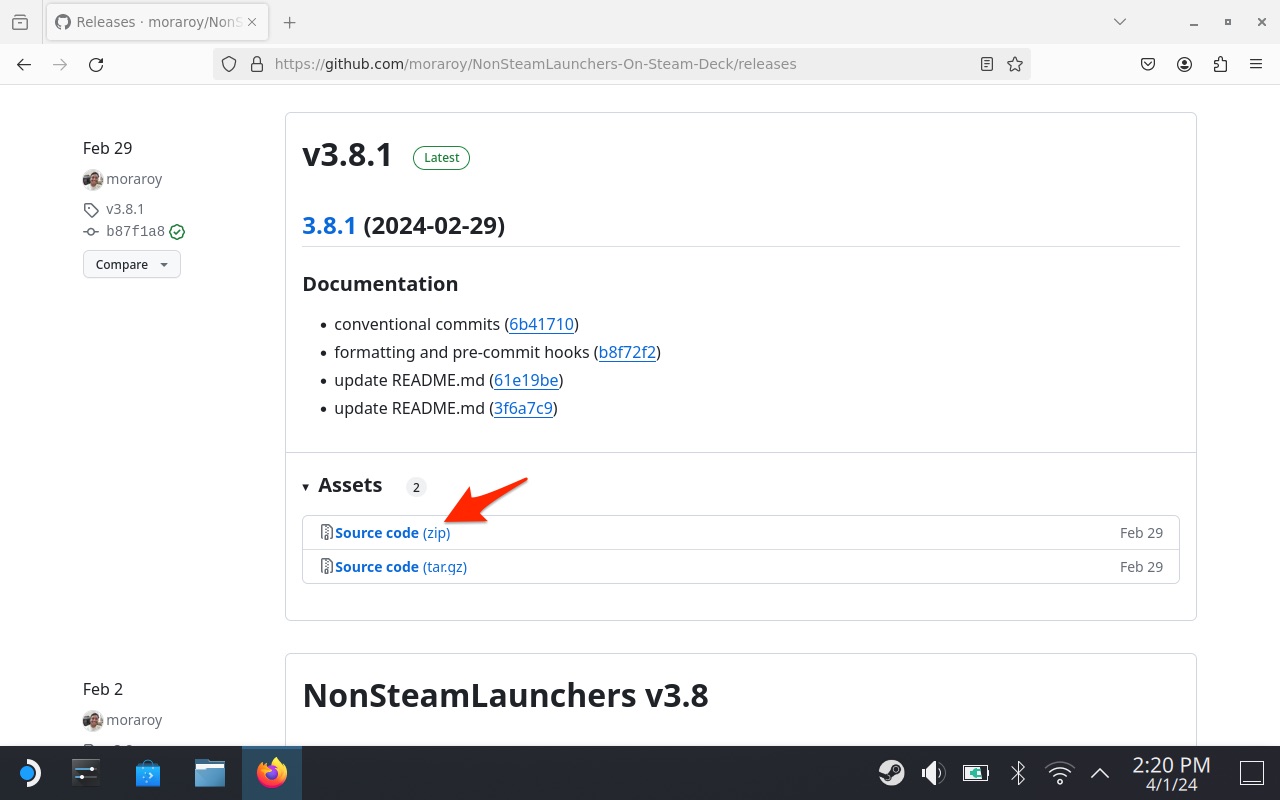 Releases · moraroy/NonS
https://github.com/moraroy/NonSteamLaunchers-On-Steam-Deck/releases
Feb 29
moraroy
v3.8.1
b87f1a8
Compare
v3.8.1 Latest
3.8.1 (2024-02-29)
Documentation
• conventional commits (6b41710)
• formatting and pre-commit hooks (b8f72f2)
• update README.md (61e19be)
• update README.md (3f6a7c9)
Assets 2
Source code (zip) Feb 29
Source code (tar.gz) Feb 29
Feb 2
moraroy
NonSteamLaunchers v3.8
2:20 PM
4/1/24